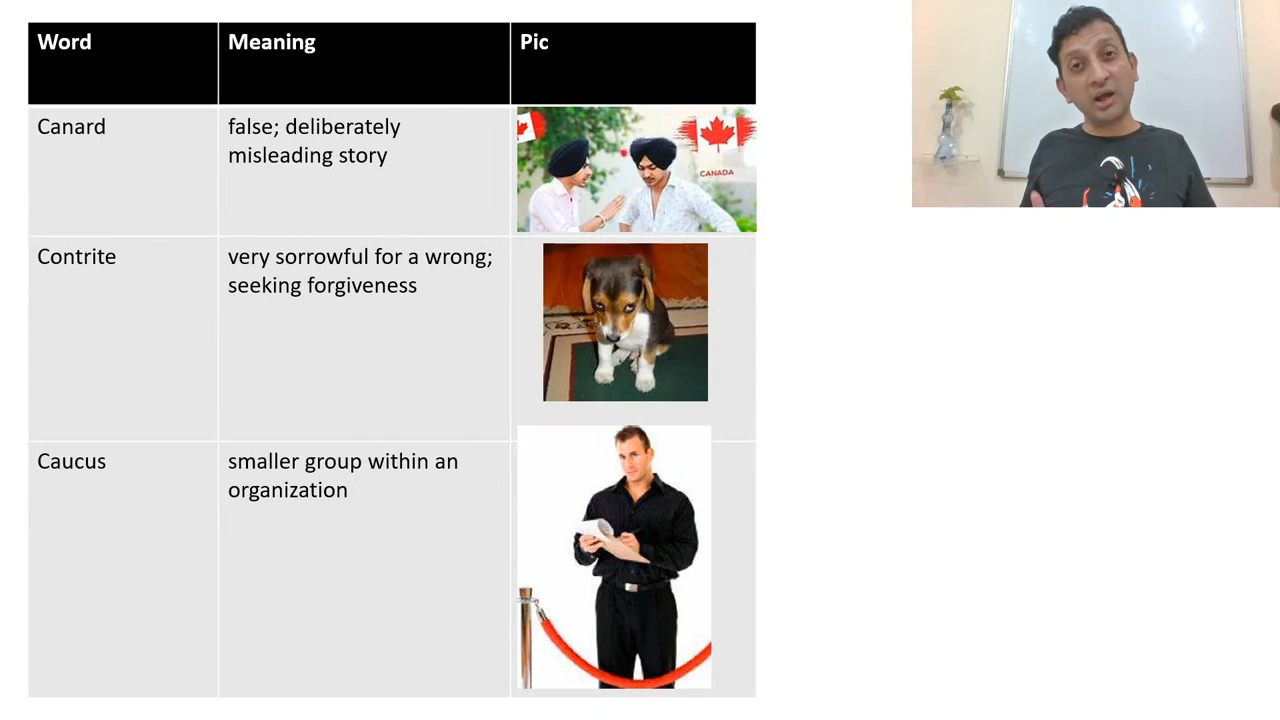 Word
Meaning
Pic
Canard
false; deliberately
misleading story
CANADA
Contrite
very sorrowful for a wrong;
seeking forgiveness
Caucus
smaller group within an
organization